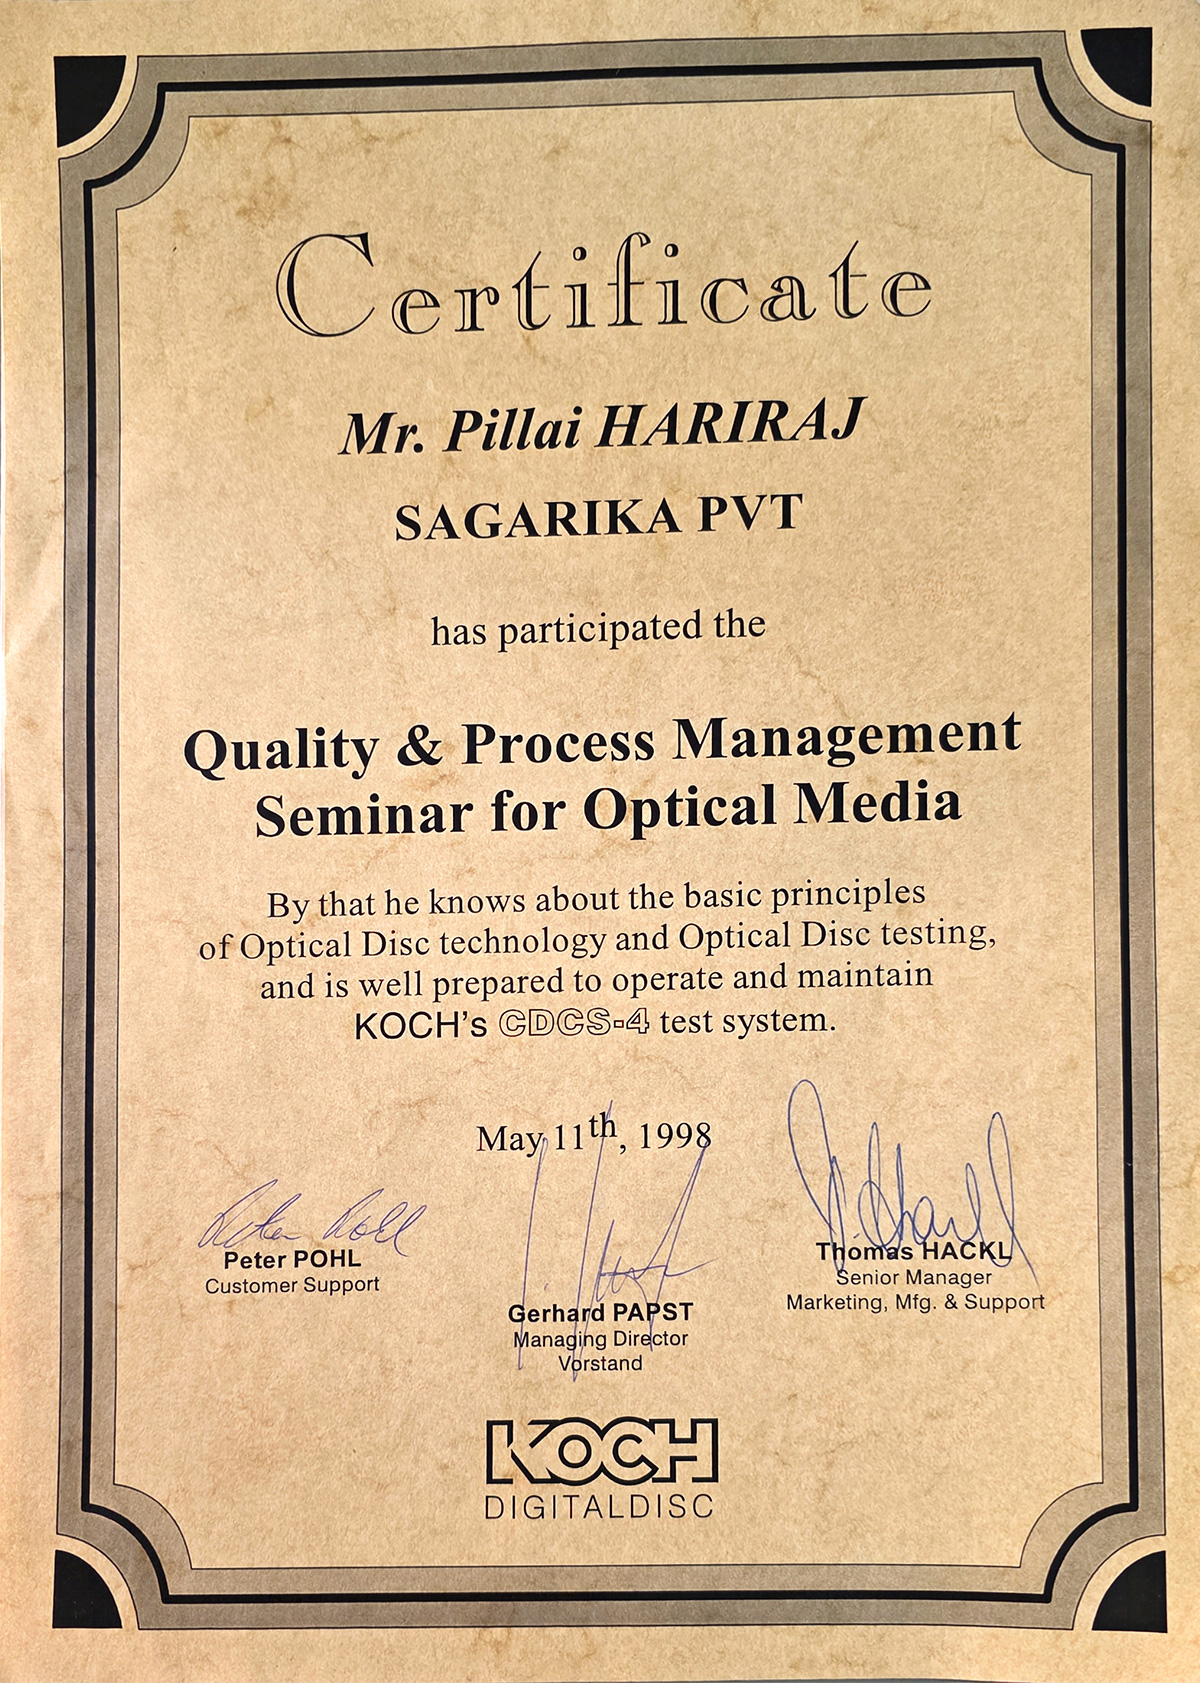 Certificate
Mr. Pillai HARIRAJ
SAGARIKA PVT
has participated the
Quality & Process Management
Seminar for Optical Media
By that he knows about the basic principles
of Optical Disc technology and Optical Disc testing,
and is well prepared to operate and maintain
KOCH's CDCS-4 test system.
May 11th, 1998
Peter Pohl
Peter POHL
Customer Support
Gerhard PAPST
Managing Director
Vorstand
Thomas HACKL
Senior Manager
Marketing, Mfg. & Support
KOCH
DIGITALDISC